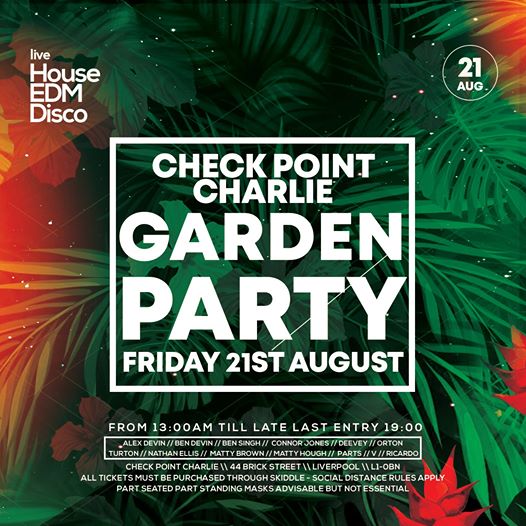 live
House
EDM
Disco
21
AUG
CHECK POINT
CHARLIE
GARDEN
PARTY
FRIDAY 21ST AUGUST
FROM 13:00AM TILL LATE LAST ENTRY 19:00
ALEX DEVIN // BEN DEVIN // BEN SINGH // CONNOR JONES // DEEVEY // ORTON
TURTON // NATHAN ELLIS // MATTY BROWN // MATTY HOUGH // PARTS // V // RICARDO
CHECK POINT CHARLIE \\ 44 BRICK STREET \\ LIVERPOOL \\ L1-0BN
ALL TICKETS MUST BE PURCHASED THROUGH SKIDDLE - SOCIAL DISTANCE RULES APPLY
PART SEATED PART STANDING MASKS ADVISABLE BUT NOT ESSENTIAL